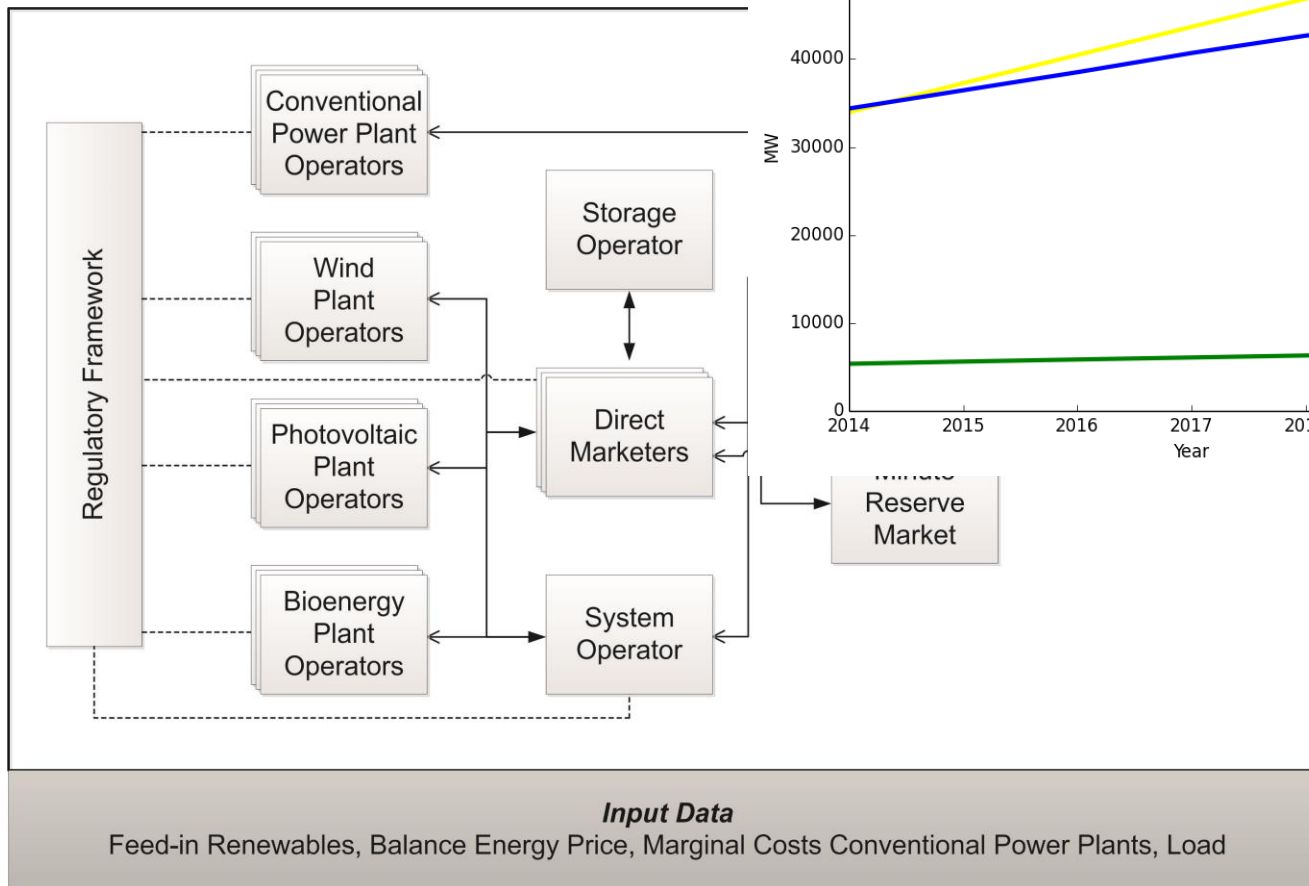 Conventional
Power Plant
Operators
Regulatory Framework
Storage
Operator
Wind
Plant
Operators
Photovoltaic
Plant
Operators
Direct
Marketers
Bioenergy
Plant
Operators
System
Operator
40000
MW
30000
20000
10000
0
2014 2015 2016 2017
Year
Reserve
Market
Input Data
Feed-in Renewables, Balance Energy Price, Marginal Costs Conventional Power Plants, Load